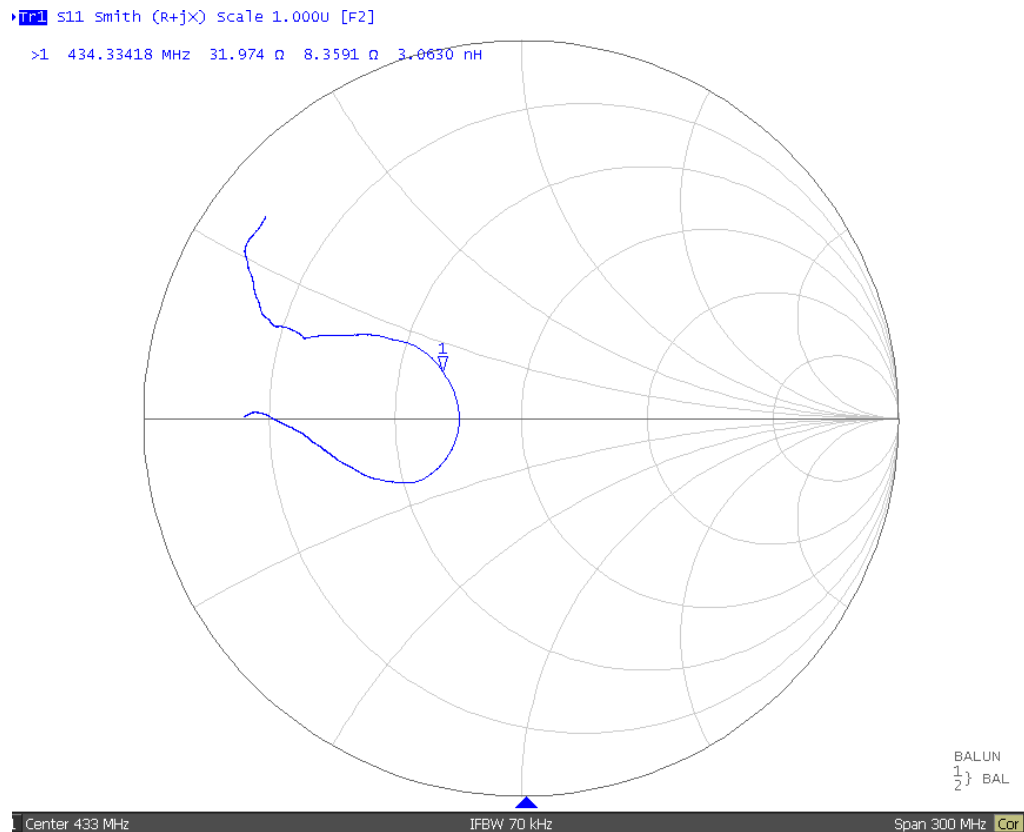 Tr1 S11 Smith (R+jX) Scale 1.000U [F2]
>1 434.33418 MHz 31.974 Ω 8.3591 Ω 3.0630 nH
1
BALUN
1
2} BAL
1 Center 433 MHz IFBW 70 kHz Span 300 MHz Cor